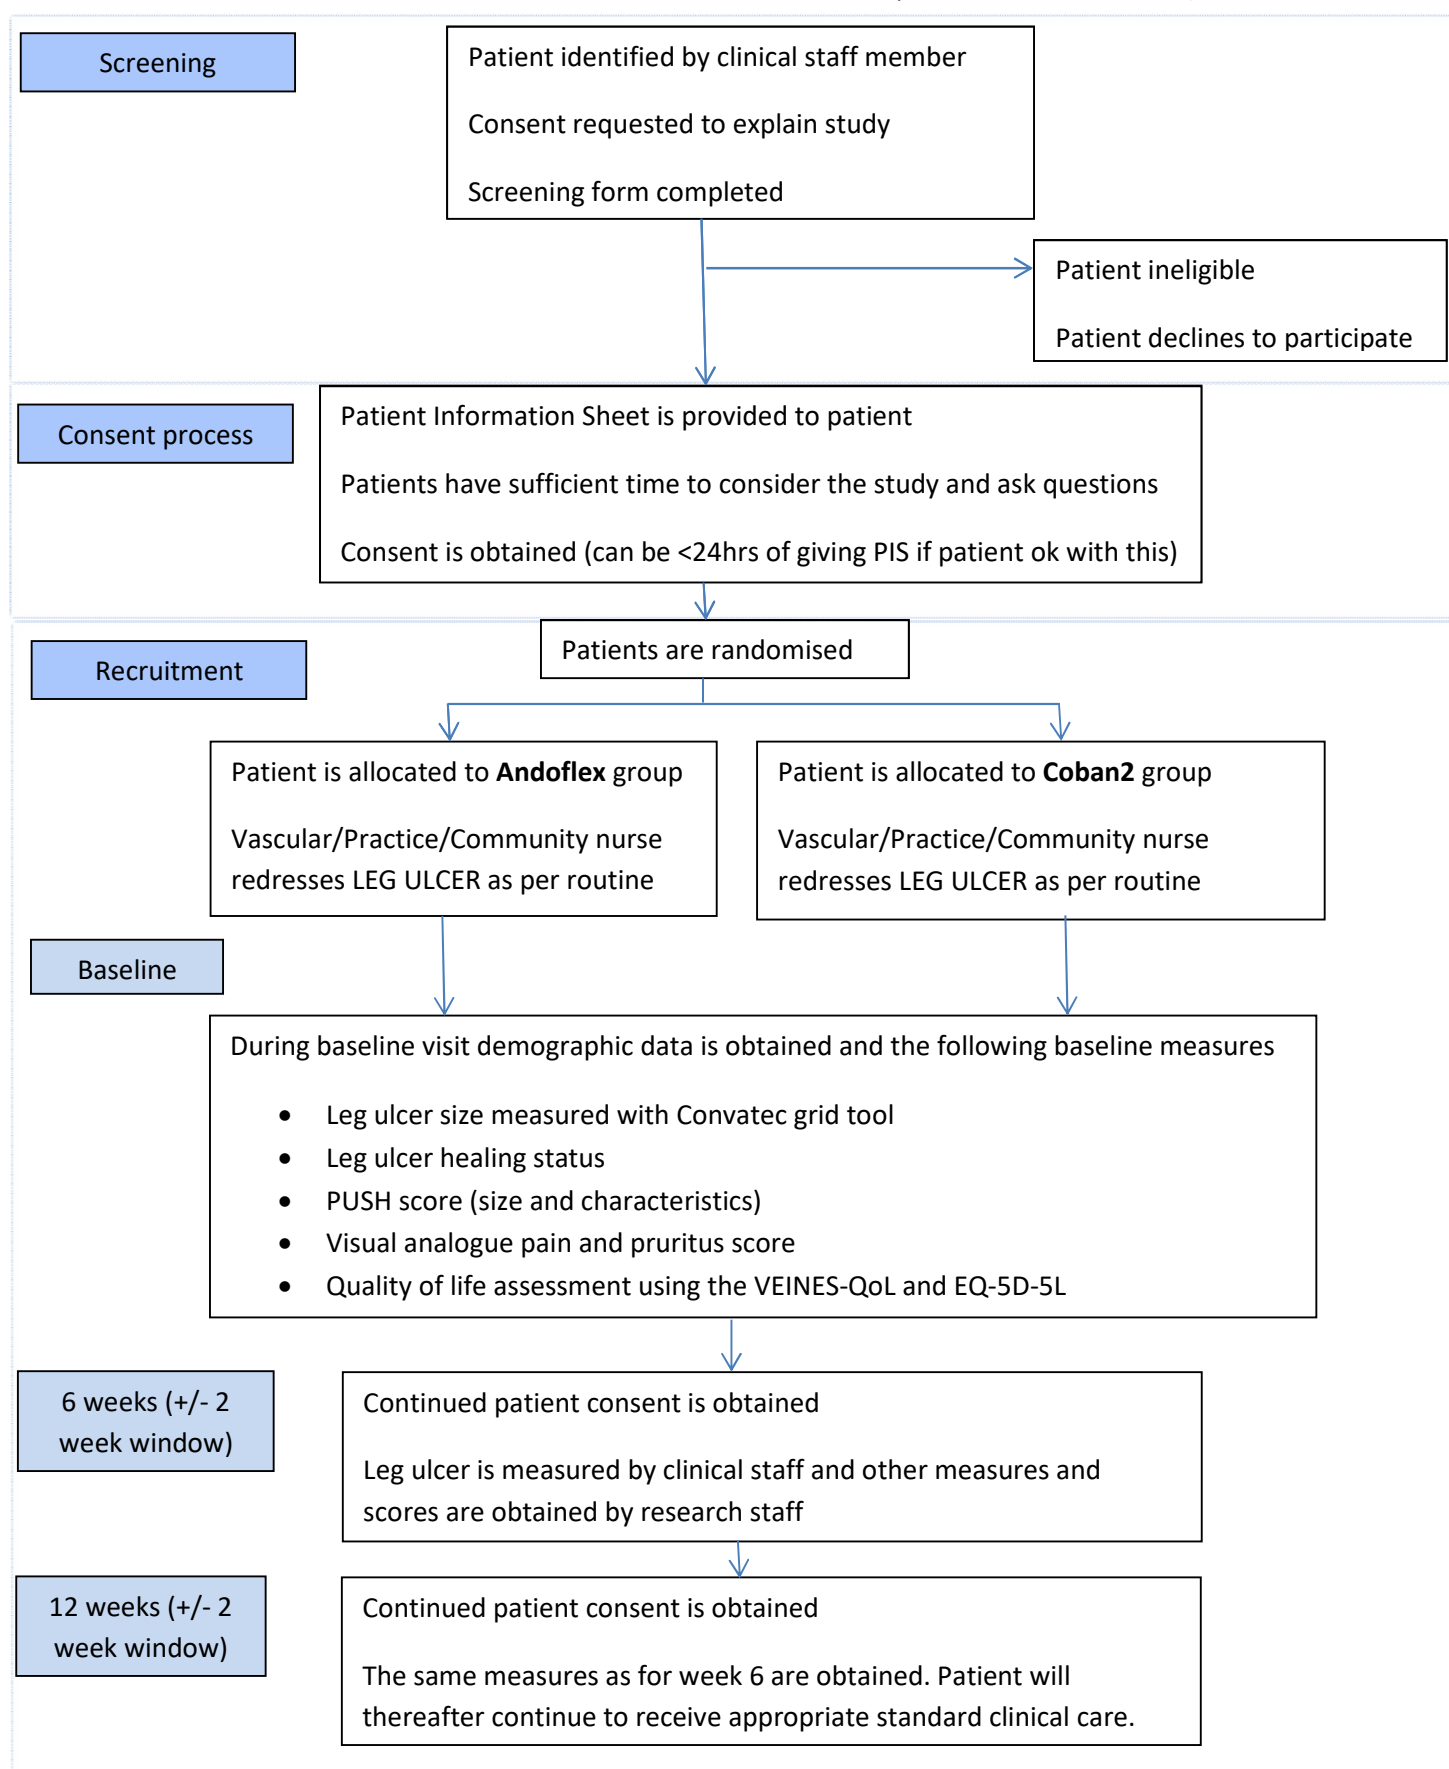 Screening
Patient identified by clinical staff member
Consent requested to explain study
Screening form completed
Patient ineligible
Patient declines to participate
Consent process
Patient Information Sheet is provided to patient
Patients have sufficient time to consider the study and ask questions
Consent is obtained (can be <24hrs of giving PIS if patient ok with this)
Recruitment
Patients are randomised
Patient is allocated to Andoflex group
Vascular/Practice/Community nurse
redresses LEG ULCER as per routine
Patient is allocated to Coban2 group
Vascular/Practice/Community nurse
redresses LEG ULCER as per routine
Baseline
During baseline visit demographic data is obtained and the following baseline measures
• Leg ulcer size measured with Convatec grid tool
• Leg ulcer healing status
• PUSH score (size and characteristics)
• Visual analogue pain and pruritus score
• Quality of life assessment using the VEINES-QoL and EQ-5D-5L
6 weeks (+/- 2
week window)
Continued patient consent is obtained
Leg ulcer is measured by clinical staff and other measures and
scores are obtained by research staff
12 weeks (+/- 2
week window)
Continued patient consent is obtained
The same measures as for week 6 are obtained. Patient will
thereafter continue to receive appropriate standard clinical care.